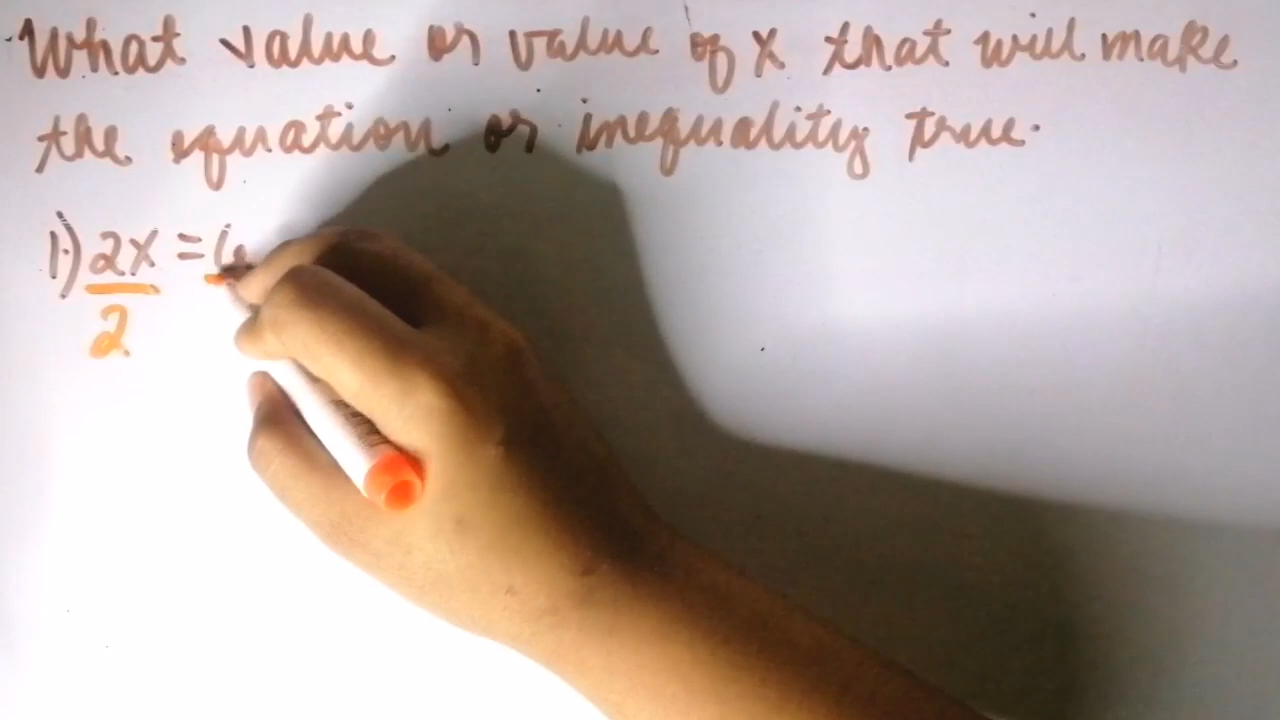 What value or value of x that will make
the equation or inequality true.
1.) 2x = 6
2